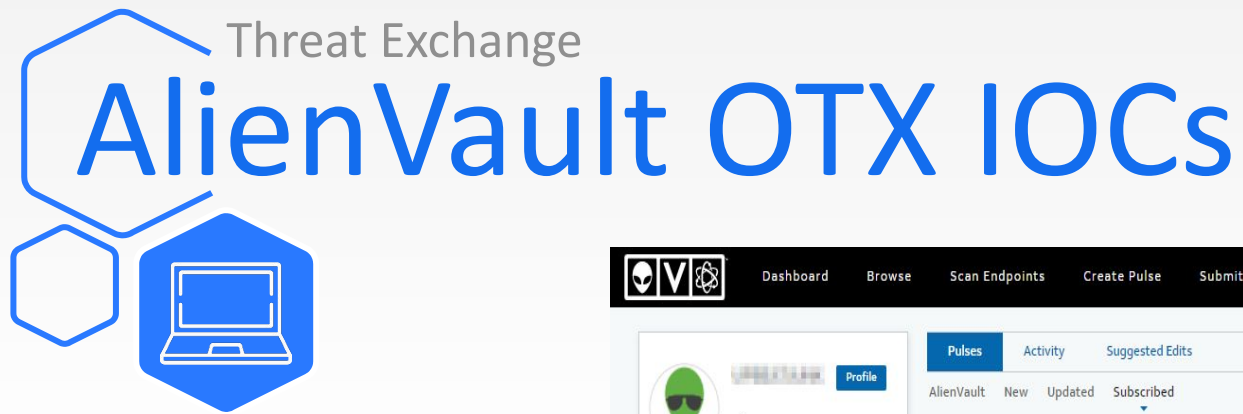 Threat Exchange
AlienVault OTX IOCs
V
Dashboard Browse Scan Endpoints Create Pulse Submit
Pulses Activity Suggested Edits
Profile
AlienVault New Updated Subscribed